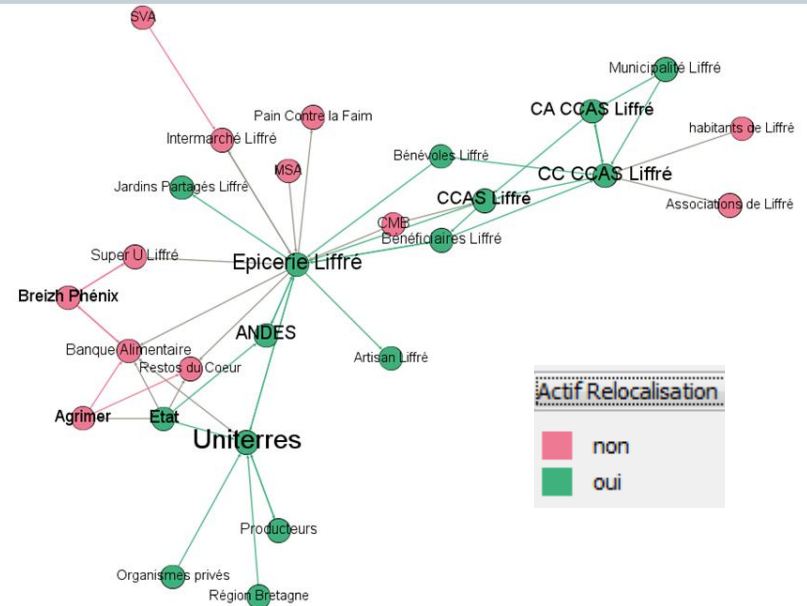 SVA
Municipalité Liffré
CA CCAS Liffré
Pain Contre la Faim
habitants de Liffré
Intermarché Liffré
Bénévoles Liffré
MSA
CC CCAS Liffré
Jardins Partagés Liffré
CCAS Liffré
Associations de Liffré
CMB
Bénéficiaires Liffré
Super U Liffré
Epicerie Liffré
Breizh Phénix
ANDES
Banque Alimentaire
Artisan Liffré
Restos du Coeur
Actif Relocalisation
Agrimer
Etat
Uniterres
non
oui
Producteurs
Organismes privés
Région Bretagne